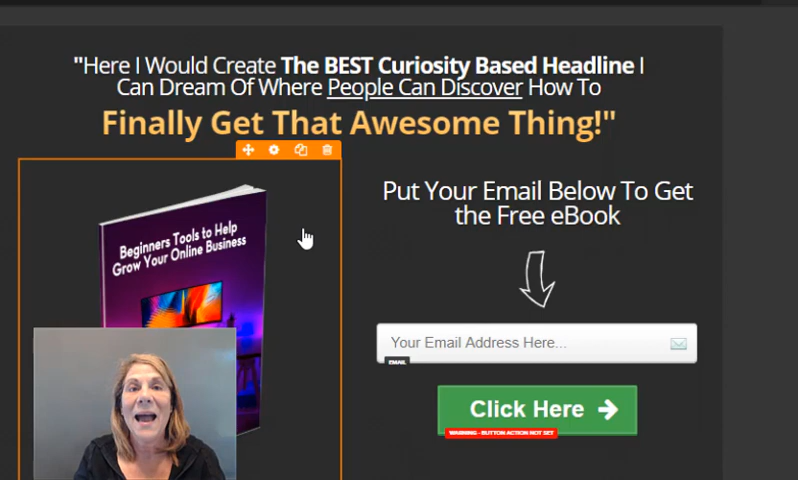 "Here I Would Create The BEST Curiosity Based Headline I
Can Dream Of Where People Can Discover How To
Finally Get That Awesome Thing!"
Beginners Tools to Help
Grow Your Online Business
Put Your Email Below To Get
the Free eBook
Your Email Address Here...
EMAIL
Click Here
WARNING - BUTTON ACTION NOT SET